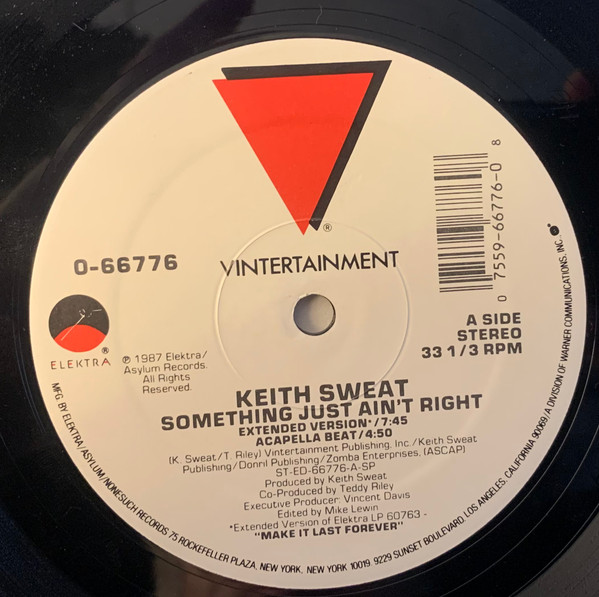 VINTERTAINMENT
®
0-66776
0 75559-66776-0 8
ELEKTRA
®
℗ 1987 Elektra/
Asylum Records.
All Rights
Reserved.
A SIDE
STEREO
33 1/3 RPM
KEITH SWEAT
SOMETHING JUST AIN'T RIGHT
EXTENDED VERSION*/7:45
ACAPELLA BEAT/4:50
(K. Sweat/T. Riley) Vintertainment Publishing, Inc./Keith Sweat
Publishing/Donril Publishing/Zomba Enterprises, (ASCAP)
ST-ED-66776-A-SP
Produced by Keith Sweat
Co-Produced by Teddy Riley
Executive Producer: Vincent Davis
Edited by Mike Lewin
*Extended Version of Elektra LP 60763 -
"MAKE IT LAST FOREVER"
MFG. BY ELEKTRA/ASYLUM/NONESUCH RECORDS 75 ROCKEFELLER PLAZA, NEW YORK, NEW YORK 10019. 9229 SUNSET BOULEVARD, LOS ANGELES, CALIFORNIA 90069/A DIVISION OF WARNER COMMUNICATIONS, INC.